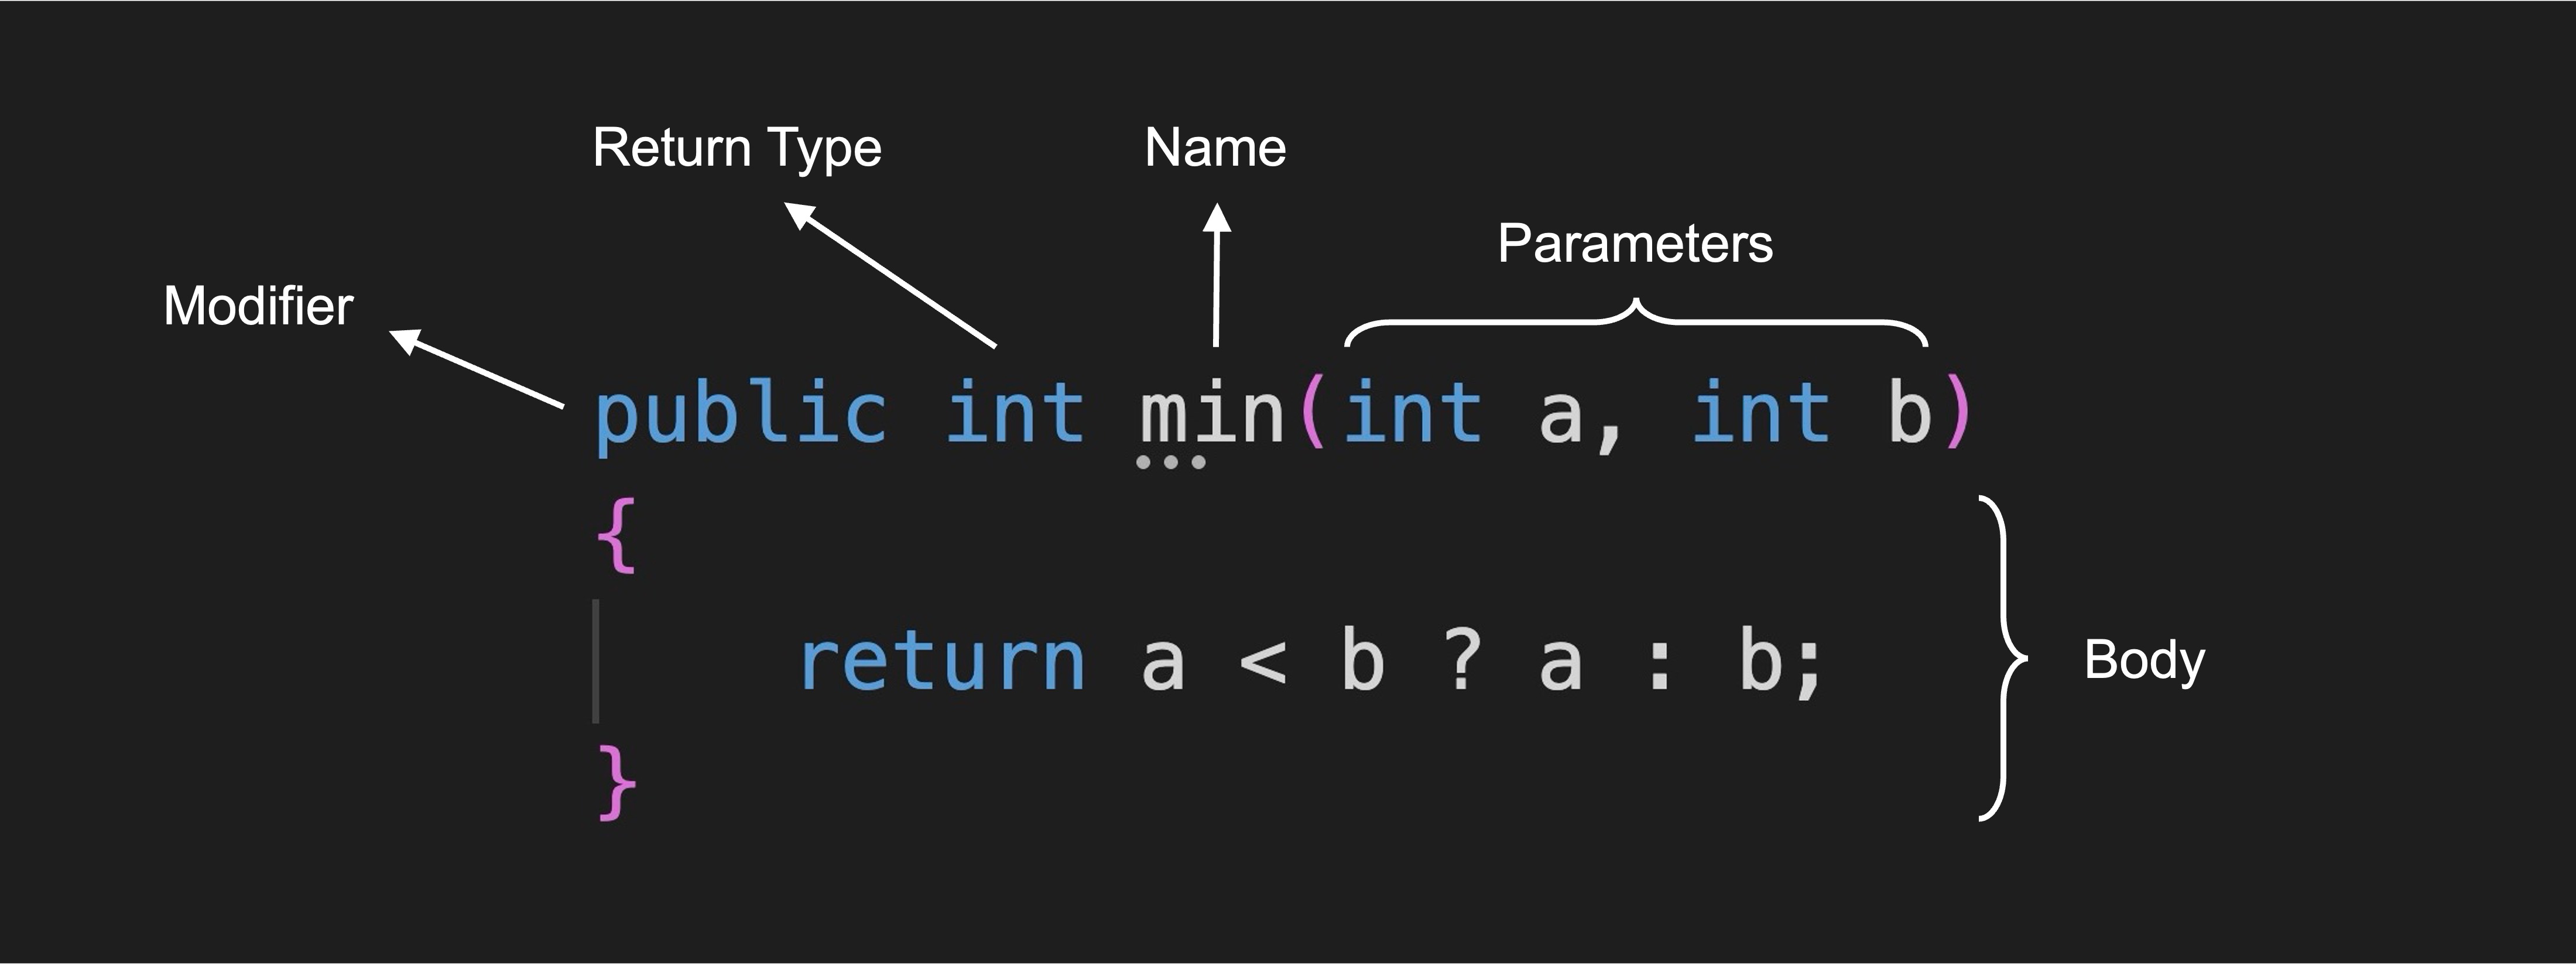 Return Type
Name
Parameters
Modifier
public int min(int a, int b)
{
return a < b ? a : b;
Body
}